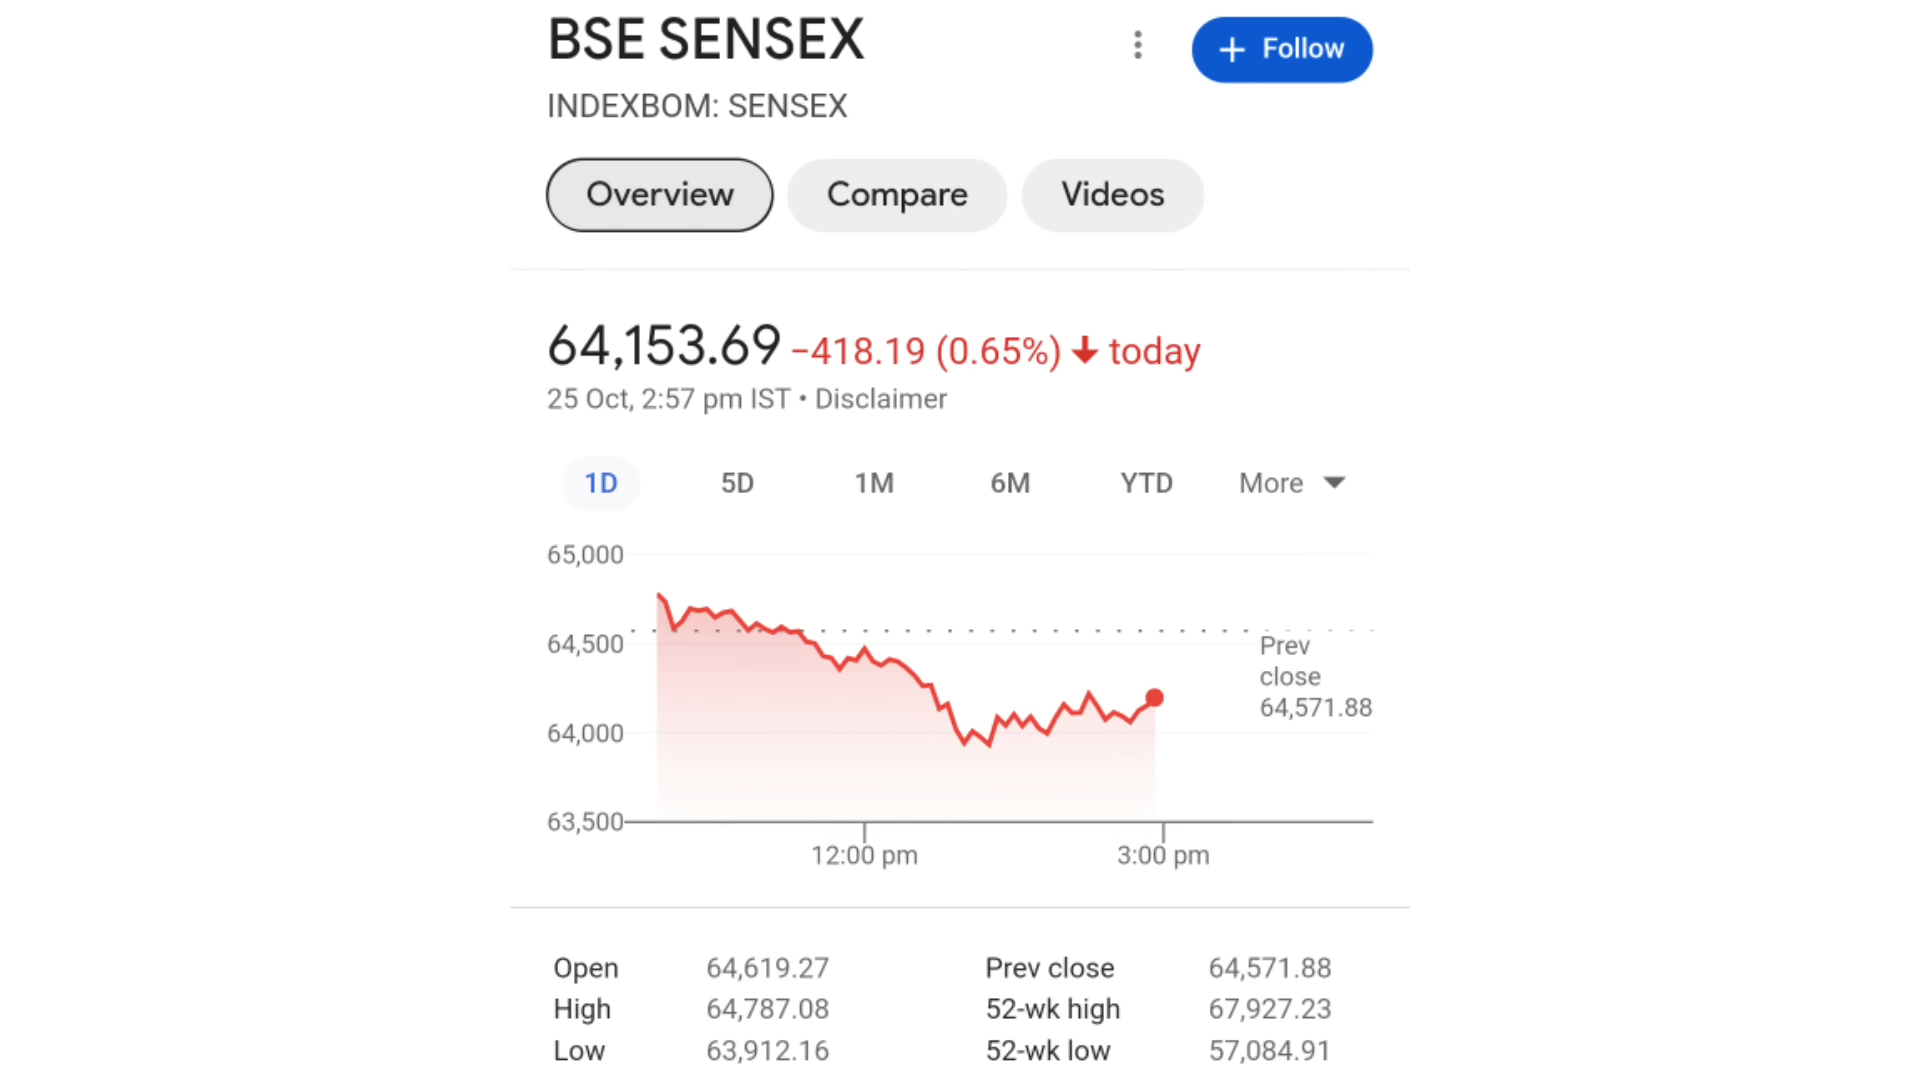 BSE SENSEX
+ Follow
INDEXBOM: SENSEX
Overview Compare Videos
64,153.69 −418.19 (0.65%) ↓ today
25 Oct, 2:57 pm IST • Disclaimer
1D 5D 1M 6M YTD More
65,000
64,500
64,000
63,500
Prev
close
64,571.88
12:00 pm 3:00 pm
Open 64,619.27 Prev close 64,571.88
High 64,787.08 52-wk high 67,927.23
Low 63,912.16 52-wk low 57,084.91